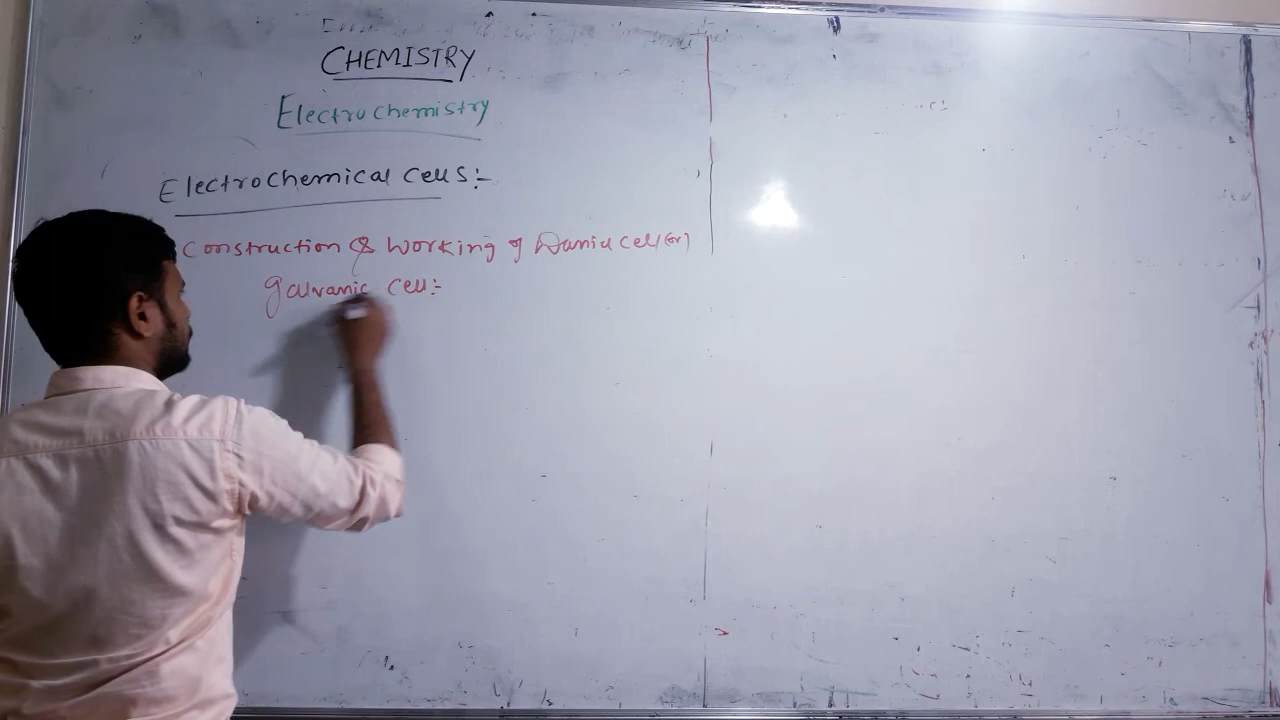 CHEMISTRY
Electrochemistry
Electrochemical cells:-
Construction & Working of Daniel cell (or)
galvanic cell:-